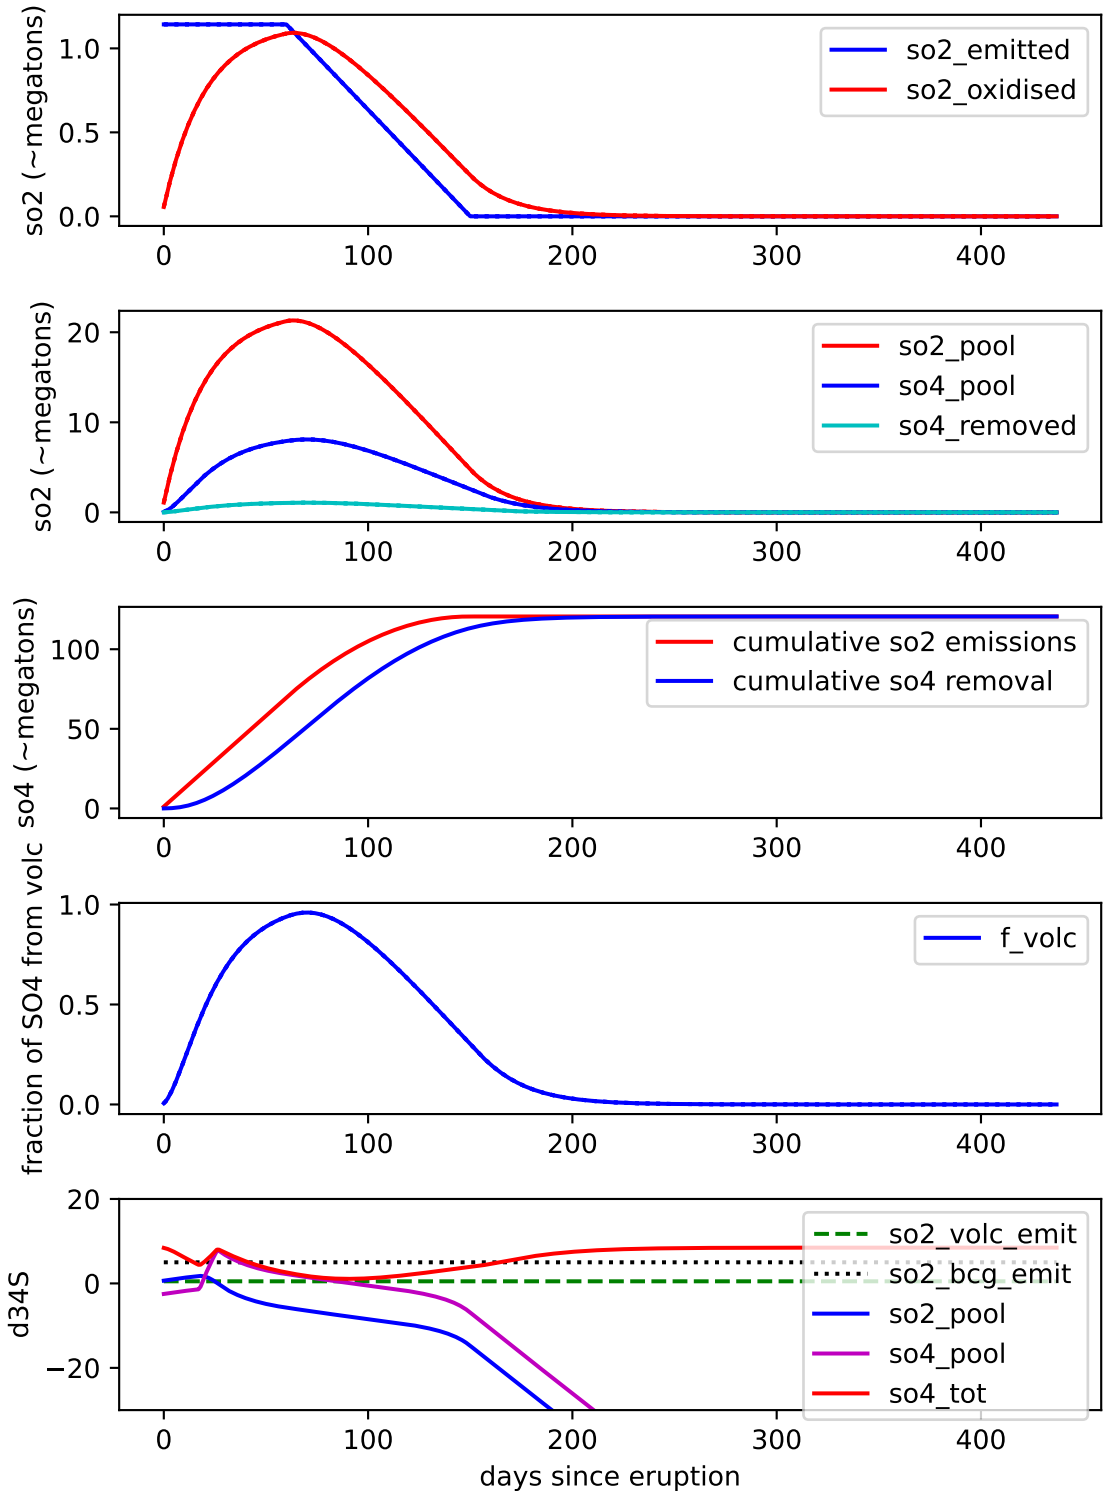 so2 (~megatons)
1.0
0.5
0.0
so2_emitted
so2_oxidised
0 100 200 300 400
so2 (~megatons)
20
10
0
so2_pool
so4_pool
so4_removed
0 100 200 300 400
so4 (~megatons)
100
50
0
cumulative so2 emissions
cumulative so4 removal
0 100 200 300 400
fraction of SO4 from volc
1.0
0.5
0.0
f_volc
0 100 200 300 400
d34S
20
0
−20
so2_volc_emit
so2_bcg_emit
so2_pool
so4_pool
so4_tot
0 100 200 300 400
days since eruption